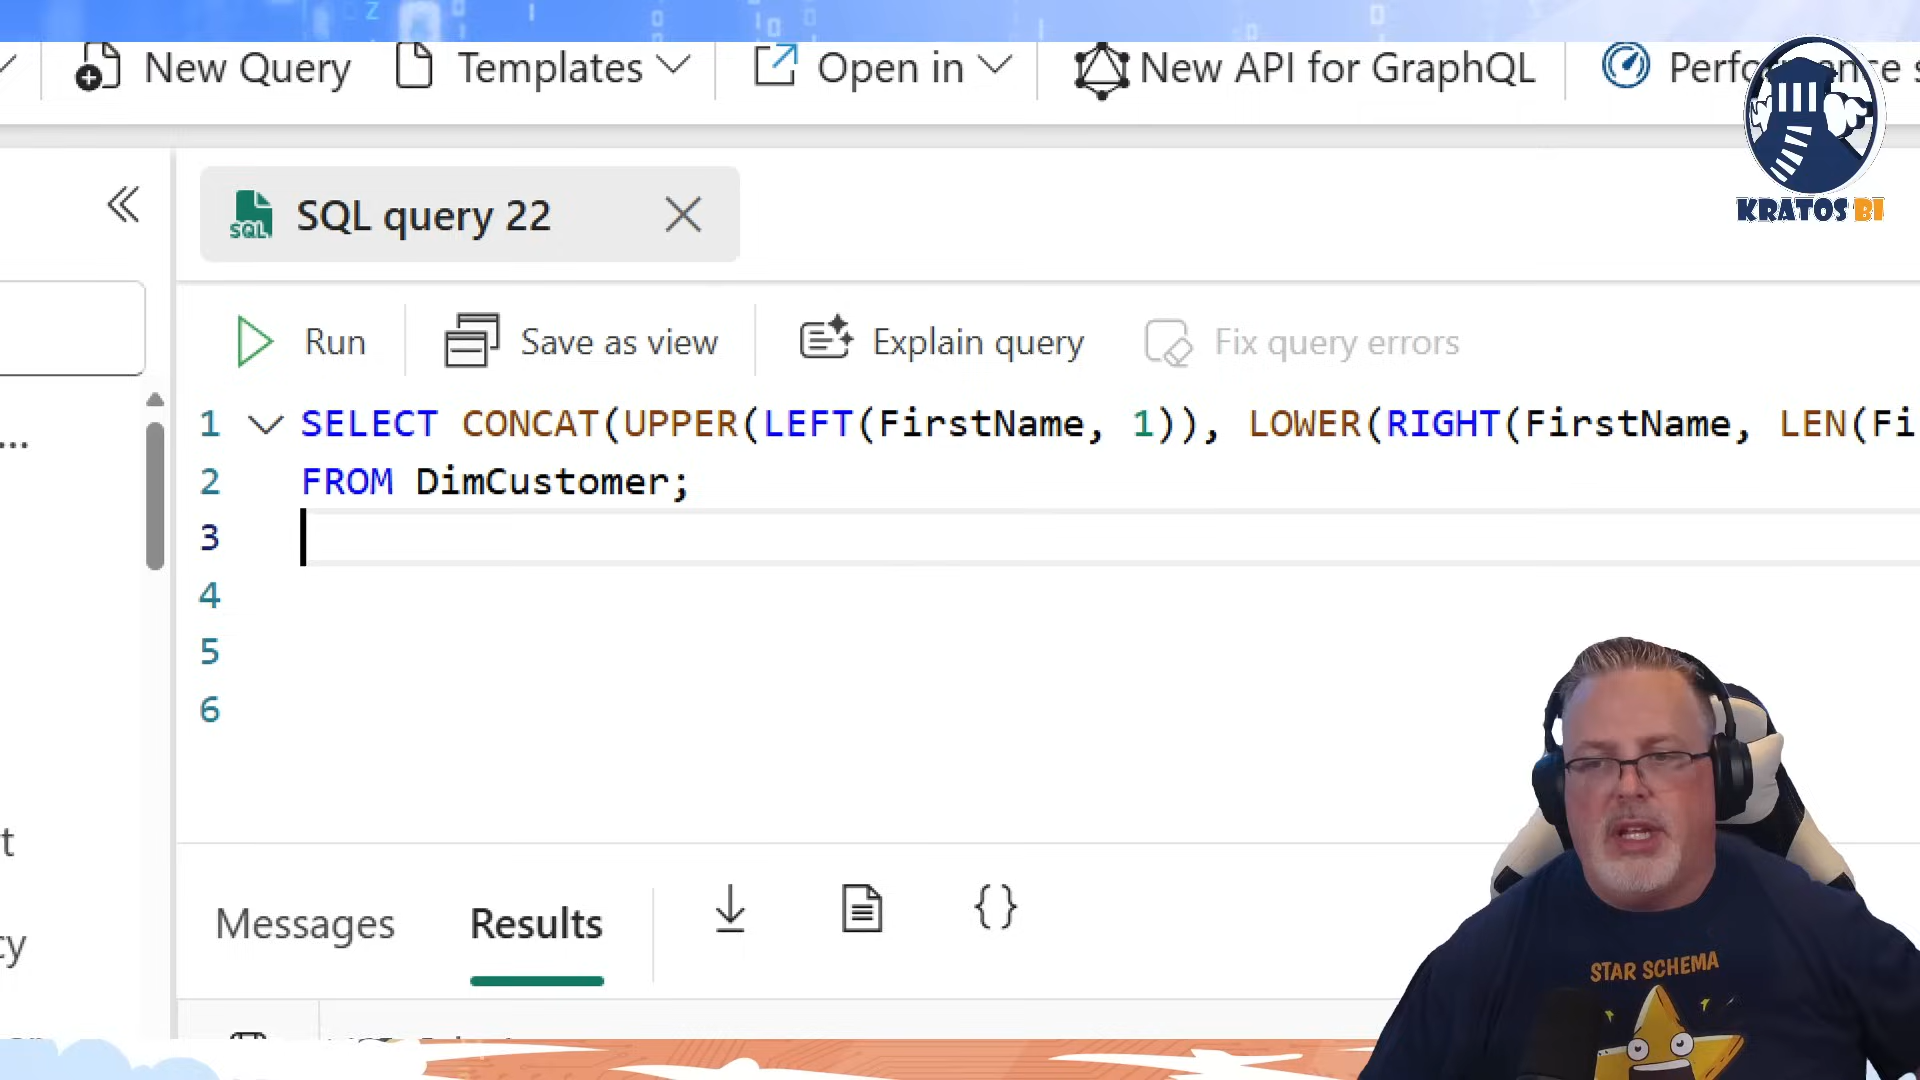 New Query Templates Open in New API for GraphQL
KRATOS BI
SQL query 22
SQL
Run Save as view Explain query Fix query errors
1 SELECT CONCAT(UPPER(LEFT(FirstName, 1)), LOWER(RIGHT(FirstName, LEN(Fi
2 FROM DimCustomer;
3
4
5
6
Messages Results {}
STAR SCHEMA